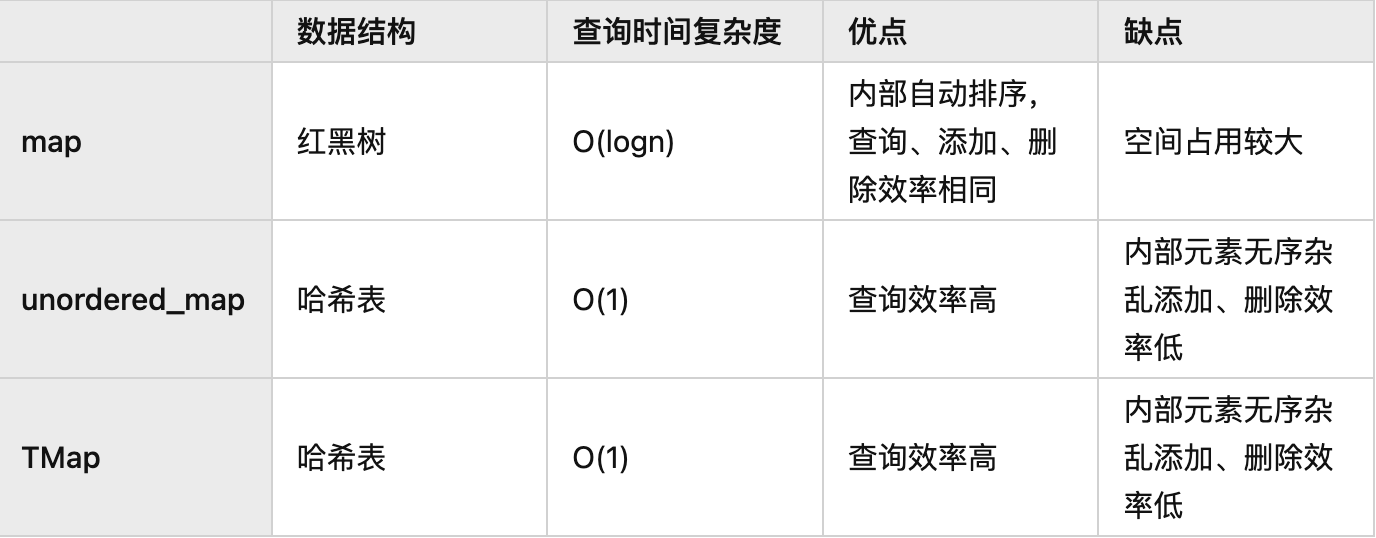 数据结构
查询时间复杂度
优点
缺点
map
红黑树
O(logn)
内部自动排序，
查询、添加、删
除效率相同
空间占用较大
unordered_map
哈希表
O(1)
查询效率高
内部元素无序杂
乱添加、删除效
率低
TMap
哈希表
O(1)
查询效率高
内部元素无序杂
乱添加、删除效
率低